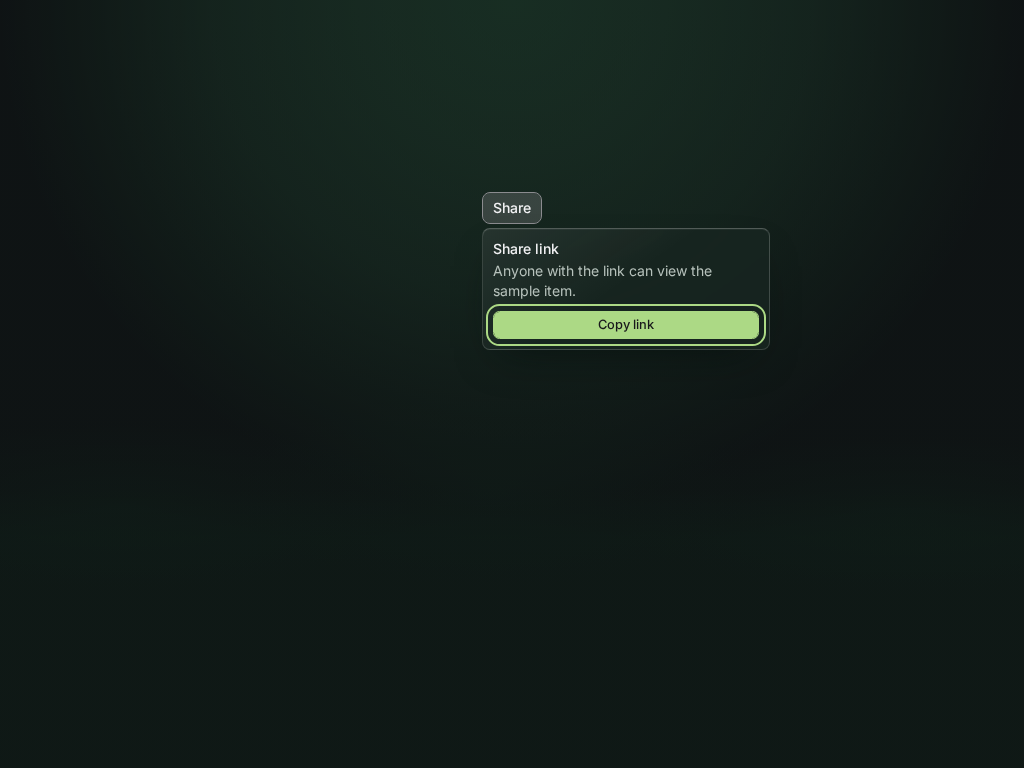 Share
Share link
Anyone with the link can view the
sample item.
Copy link